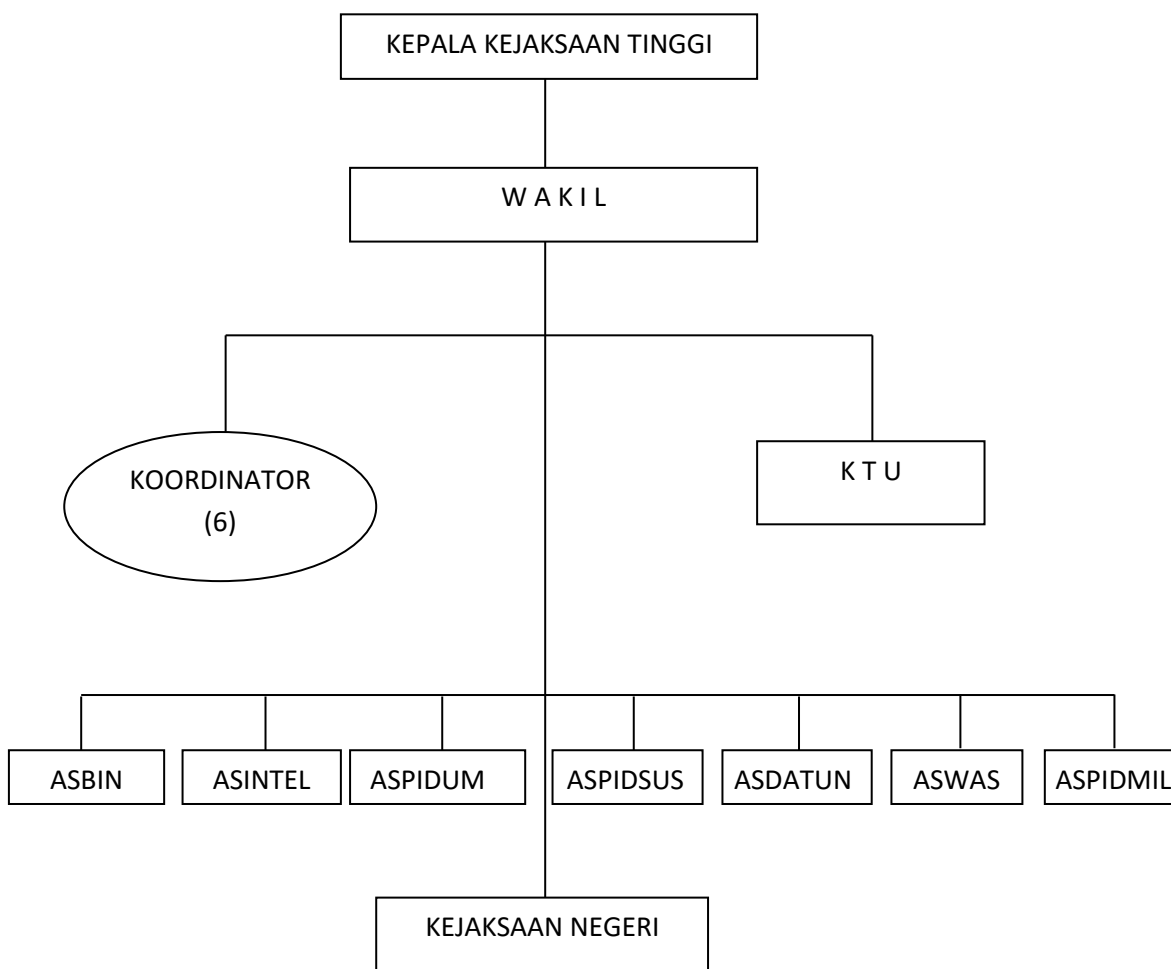 KEPALA KEJAKSAAN TINGGI
W A K I L
KOORDINATOR
(6)
K T U
ASBIN
ASINTEL
ASPIDUM
ASPIDSUS
ASDATUN
ASWAS
ASPIDMIL
KEJAKSAAN NEGERI